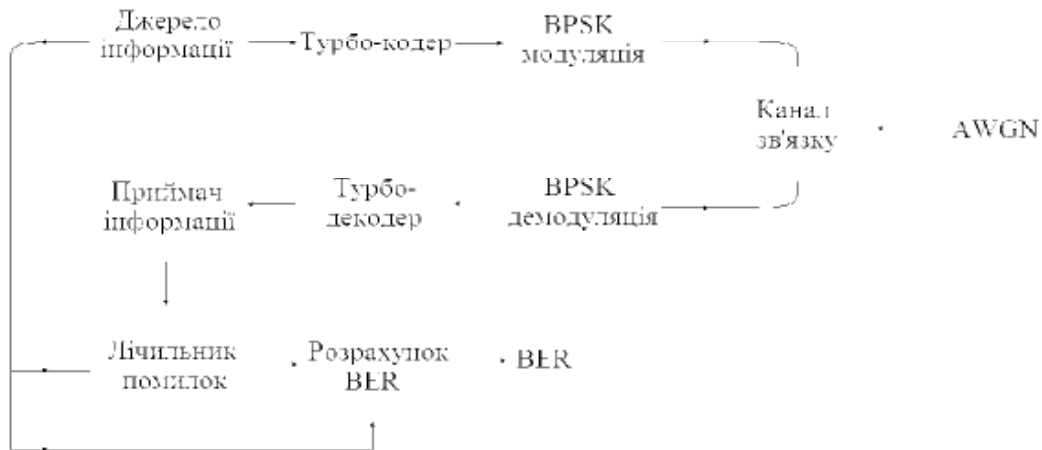 Джерело
інформації
Турбо-кодер
BPSK
модуляція
Канал
зв'язку
AWGN
Приймач
інформації
Турбо-
декодер
BPSK
демодуляція
Лічильник
помилок
Розрахунок
BER
BER